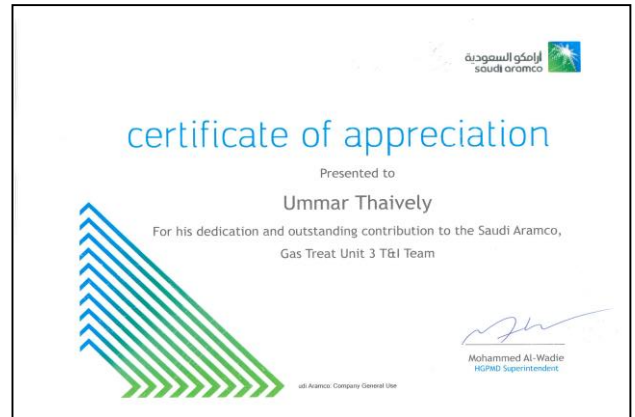 أرامكو السعودية
saudi aramco
certificate of appreciation
Presented to
Ummar Thaively
For his dedication and outstanding contribution to the Saudi Aramco,
Gas Treat Unit 3 T&I Team
Mohammed Al-Wadie
HGPMD Superintendent
udi Aramco: Company General Use